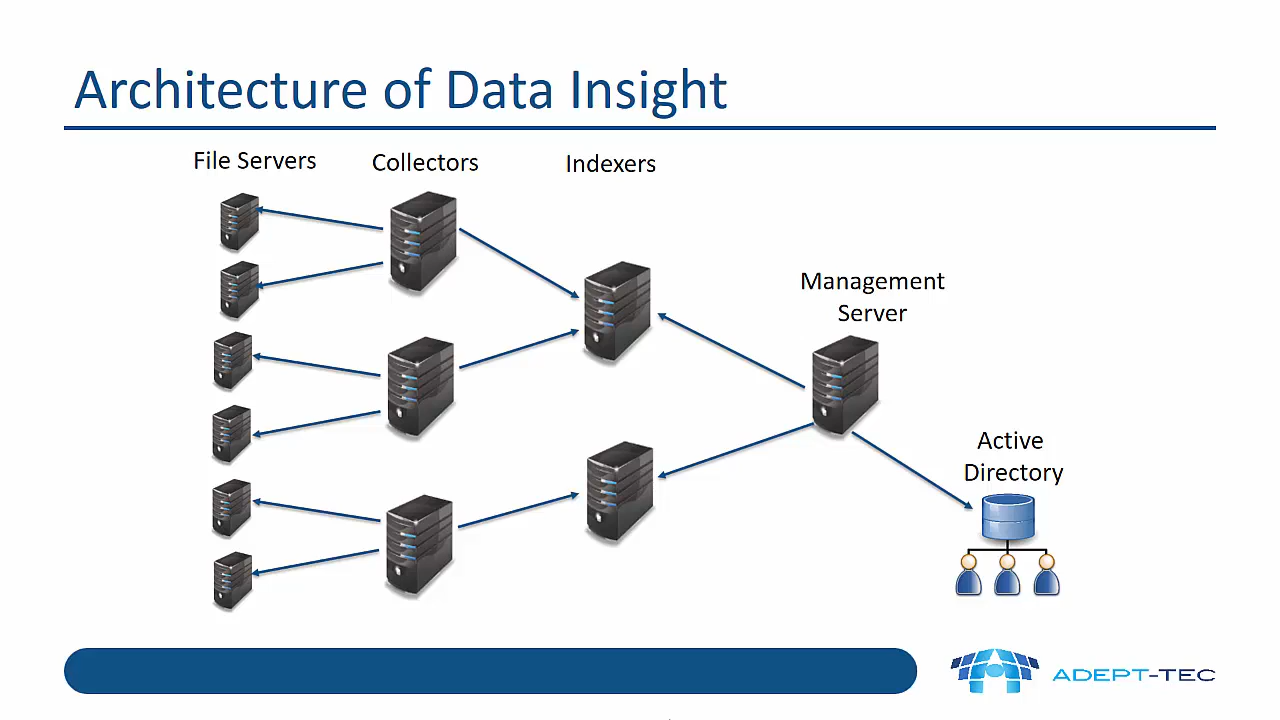 Architecture of Data Insight
File Servers
Collectors
Indexers
Management
Server
Active
Directory
ADEPT-TEC